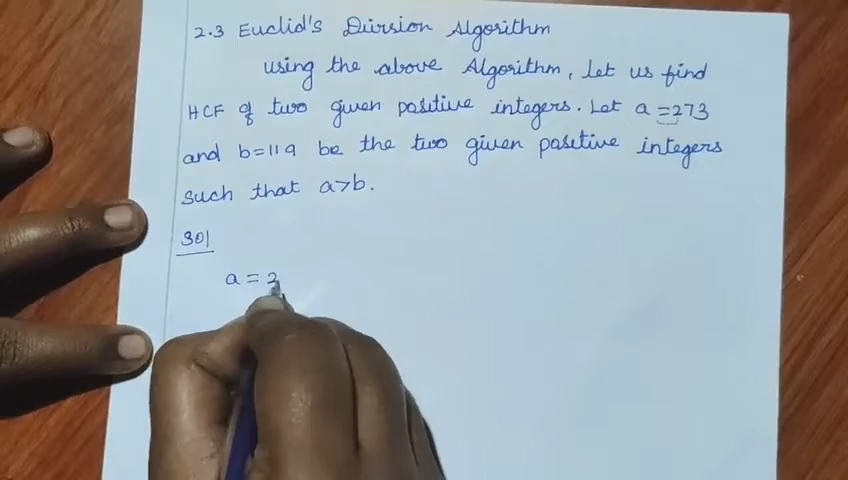 2.3 Euclid's Division Algorithm
using the above Algorithm, Let us find
HCF of two given positive integers. Let a = 273
and b = 119 be the two given positive integers
such that a > b.
Sol
a = 2